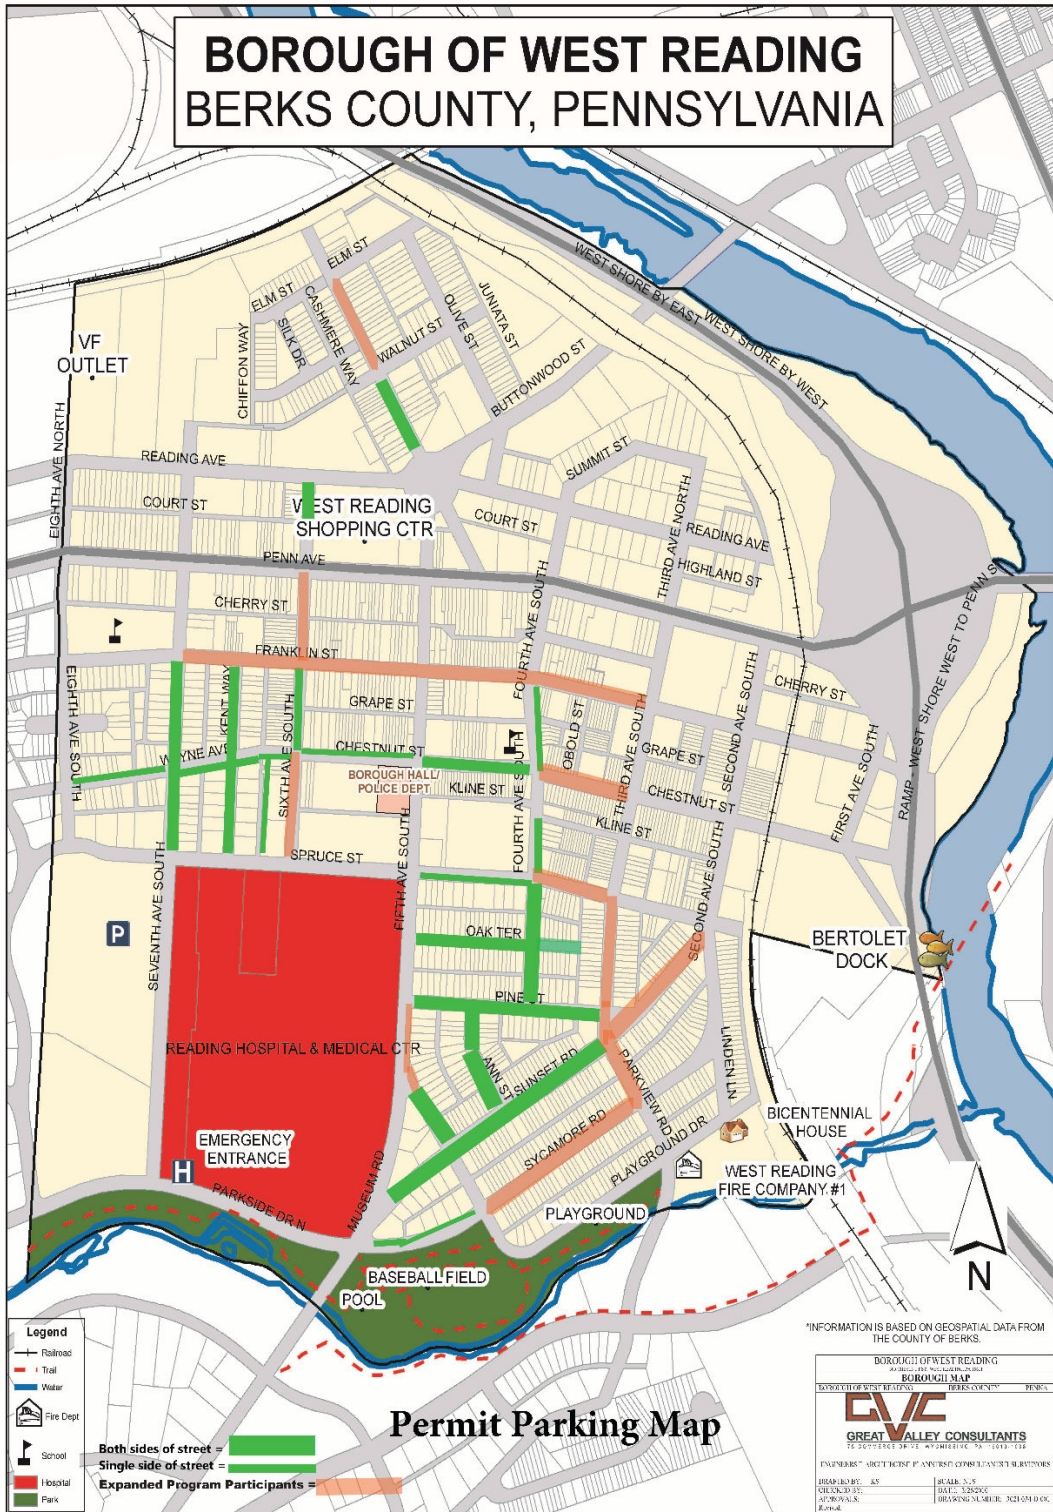 BOROUGH OF WEST READING
BERKS COUNTY, PENNSYLVANIA
WEST SHORE BY EAST
WEST SHORE BY WEST
ELM ST
ELM ST
CASHMERE WAY
SILK DR
CHIFFON WAY
WALNUT ST
OLIVE ST
JUNIATA ST
BUTTONWOOD ST
VF
OUTLET
EIGHTH AVE NORTH
READING AVE
COURT ST
WEST READING
SHOPPING CTR
SUMMIT ST
COURT ST
THIRD AVE NORTH
READING AVE
HIGHLAND ST
PENN AVE
RAMP - WEST SHORE WEST TO PENN S
CHERRY ST
FRANKLIN ST
FOURTH AVE SOUTH
CHERRY ST
EIGHTH AVE SOUTH
KENT WAY
GRAPE ST
OBOLD ST
GRAPE ST
SECOND AVE SOUTH
FIRST AVE SOUTH
WAYNE AVE
SIXTH AVE SOUTH
CHESTNUT ST
BOROUGH HALL/
POLICE DEPT
KLINE ST
FOURTH AVE SOUTH
THIRD AVE SOUTH
CHESTNUT ST
KLINE ST
SPRUCE ST
FIFTH AVE SOUTH
SEVENTH AVE SOUTH
SECOND AVE SOUTH
P
OAK TER
BERTOLET
DOCK
PINE ST
READING HOSPITAL & MEDICAL CTR
ANN ST
SUNSET RD
PARKVIEW RD
LINDEN LN
SYCAMORE RD
PLAYGROUND DR
BICENTENNIAL
HOUSE
EMERGENCY
ENTRANCE
H
MUSEUM RD
PARKSIDE DR N
WEST READING
FIRE COMPANY #1
PLAYGROUND
BASEBALL FIELD
POOL
N
Legend
Railroad
Trail
Water
Fire Dept
School
Hospital
Park
Both sides of street =
Single side of street =
Expanded Program Participants =
Permit Parking Map
*INFORMATION IS BASED ON GEOSPATIAL DATA FROM
THE COUNTY OF BERKS.
BOROUGH OF WEST READING
BOROUGH MAP
BOROUGH OF WEST READING BERKS COUNTY PENNA
GVC
GREAT VALLEY CONSULTANTS